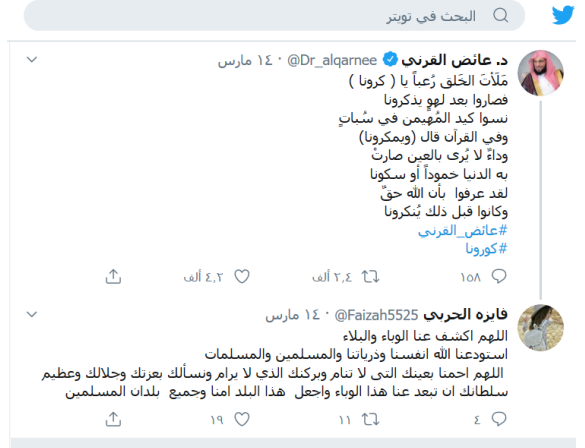 البحث في تويتر
د. عائض القرني @Dr_alqarnee · ١٤ مارس
مَلَأتَ الخَلق رُعباً يا ( كرونا )
فصاروا بعد لهوٍ يذكرونا
نسوا كيد المُهيمن في سُباتٍ
وفي القرآن قال (ويمكرونا)
وداءٌ لا يُرى بالعين صارتْ
به الدنيا خموداً أو سكونا
لقد عرفوا بأن الله حقٌ
وكانوا قبل ذلك يُنكرونا
#عائض_القرني
#كورونا
١٥٨ ٢,٤ ألف ٤,٢ ألف
فايزه الحربي @Faizah5525 · ١٤ مارس
اللهم اكشف عنا الوباء والبلاء
استودعنا الله انفسنا وذرياتنا والمسلمين والمسلمات
اللهم احمنا بعينك التى لا تنام وبركنك الذي لا يرام ونسألك بعزتك وجلالك وعظيم
سلطانك ان تبعد عنا هذا الوباء واجعل هذا البلد امنا وجميع بلدان المسلمين
٤ ١١ ١٩